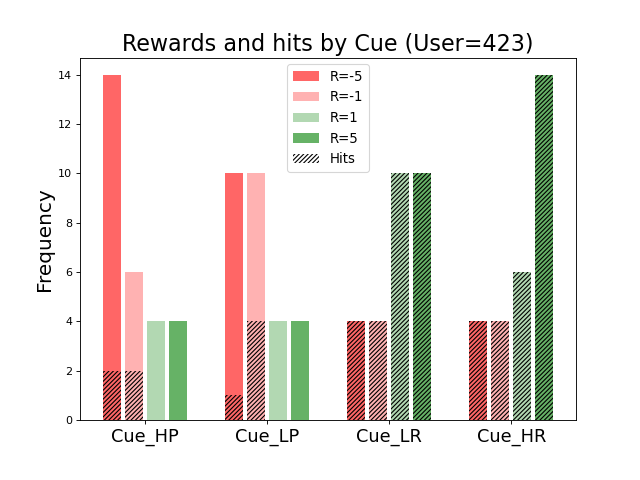 Rewards and hits by Cue (User=423)
R=-5
R=-1
R=1
R=5
Hits
Frequency
14
12
10
8
6
4
2
0
Cue_HP
Cue_LP
Cue_LR
Cue_HR